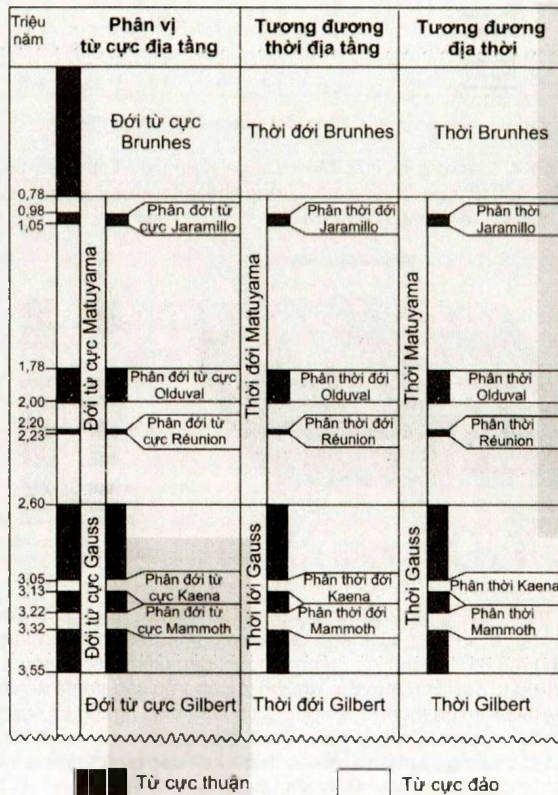 Triệu
năm
Phân vị
từ cực địa tầng
Tương đương
thời địa tầng
Tương đương
địa thời
Đới từ cực
Brunhes
Thời đới Brunhes
Thời Brunhes
0,78
0,98
1,05
1,78
2,00
2,20
2,23
2,60
3,05
3,13
3,22
3,32
3,55
Đới từ cực Matuyama
Phân đới từ
cực Jaramillo
Phân đới từ cực
Olduval
Phân đới từ
cực Réunion
Thời đới Matuyama
Phân thời đới
Jaramillo
Phân thời đới
Olduval
Phân thời đới
Réunion
Thời Matuyama
Phân thời
Jaramillo
Phân thời
Olduval
Phân thời
Réunion
Đới từ cực Gauss
Phân đới từ
cực Kaena
Phân đới từ
cực Mammoth
Thời lới Gauss
Phân thời đới
Kaena
Phân thời đới
Mammoth
Thời Gauss
Phân thời Kaena
Phân thời
Mammoth
Đới từ cực Gilbert
Thời đới Gilbert
Thời Gilbert
Từ cực thuận
Từ cực đảo